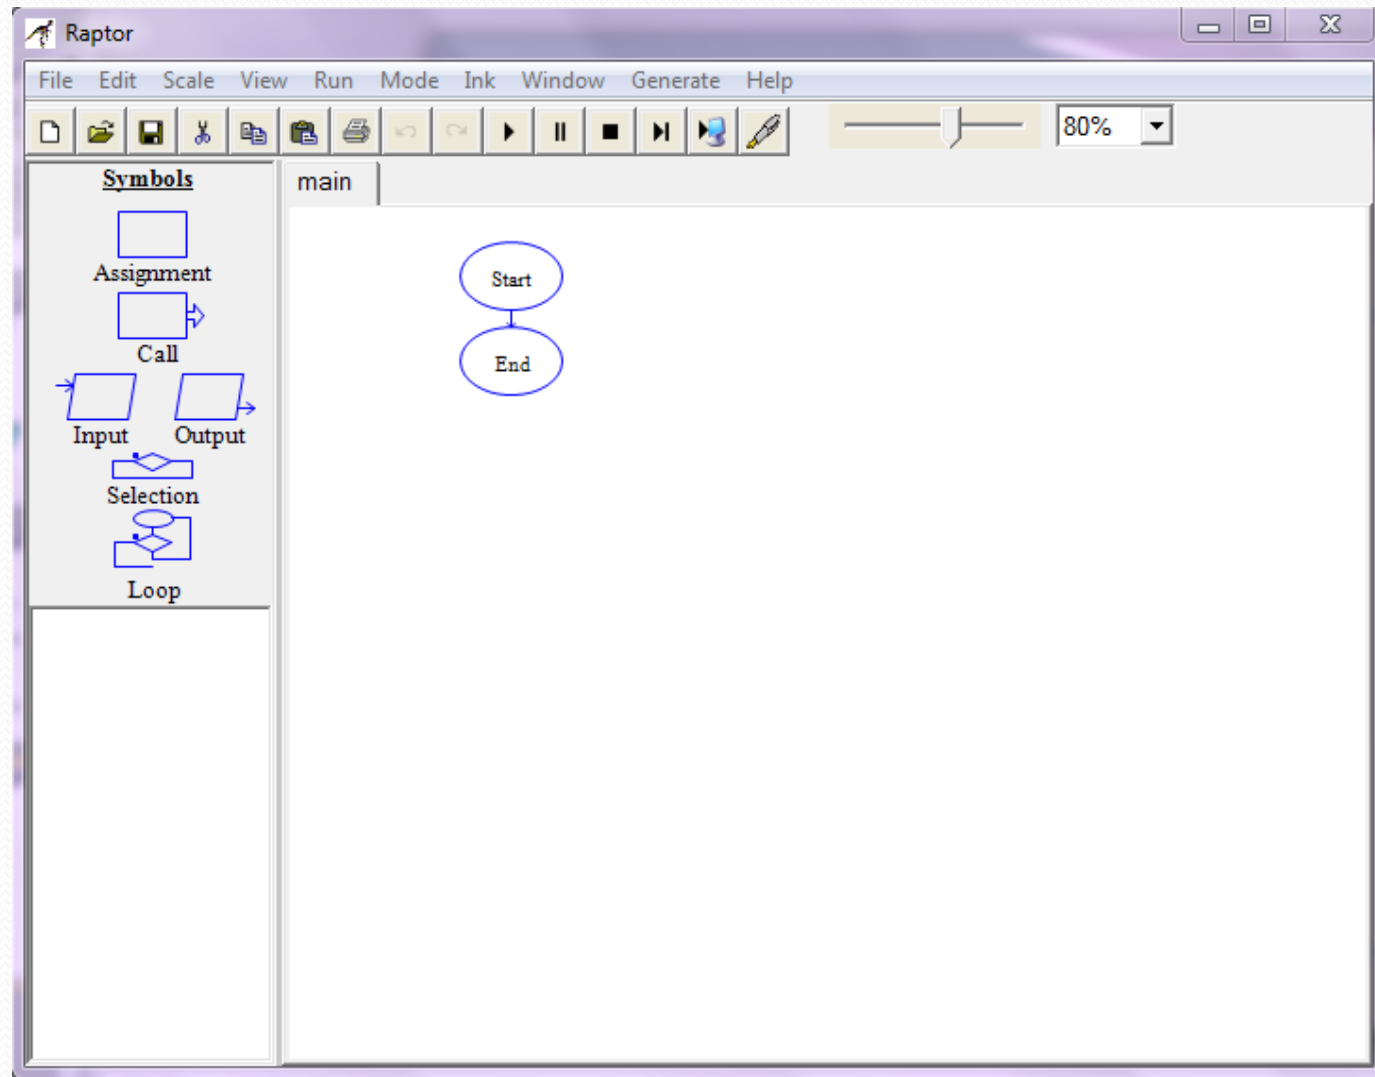 Raptor
File Edit Scale View Run Mode Ink Window Generate Help
80%
Symbols
Assignment
Call
Input Output
Selection
Loop
main
Start
End